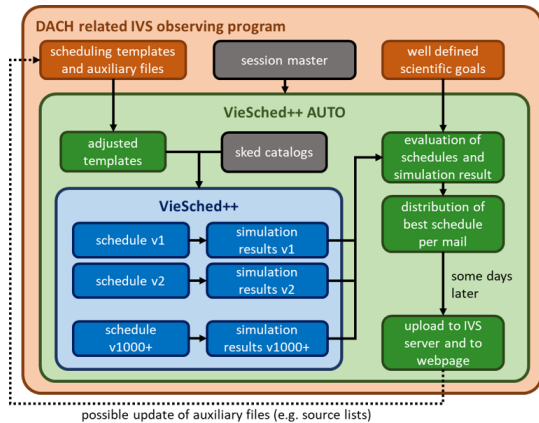 DACH related IVS observing program
scheduling templates
and auxiliary files
session master
well defined
scientific goals
VieSched++ AUTO
adjusted
templates
sked catalogs
evaluation of
schedules and
simulation result
VieSched++
schedule v1
simulation
results v1
distribution of
best schedule
per mail
schedule v2
simulation
results v2
some days
later
schedule
v1000+
simulation
results v1000+
upload to IVS
server and to
webpage
possible update of auxiliary files (e.g. source lists)